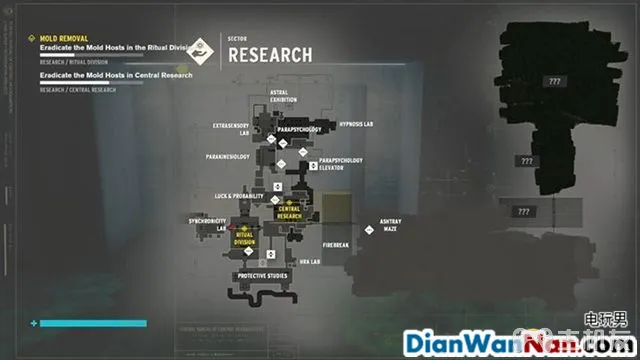 MOLD REMOVAL
Eradicate the Mold Hosts in the Ritual Divisi
RESEARCH / RITUAL DIVISION
Eradicate the Mold Hosts in Central Research
RESEARCH / CENTRAL RESEARCH
SECTOR
RESEARCH
ASTRAL
EXHIBITION
EXTRASENSORY
LAB
PARAPSYCHOLOGY
HYPNOSIS LAB
PARAKINESIOLOGY
PARAPSYCHOLOGY
ELEVATOR
LUCK & PROBABILITY
CENTRAL
RESEARCH
SYNCHRONICITY
LAB
RITUAL
DIVISION
FIREBREAK
ASHTRAY
MAZE
HRA LAB
PROTECTIVE STUDIES
???
???
???
电玩男
DianWanNan.com